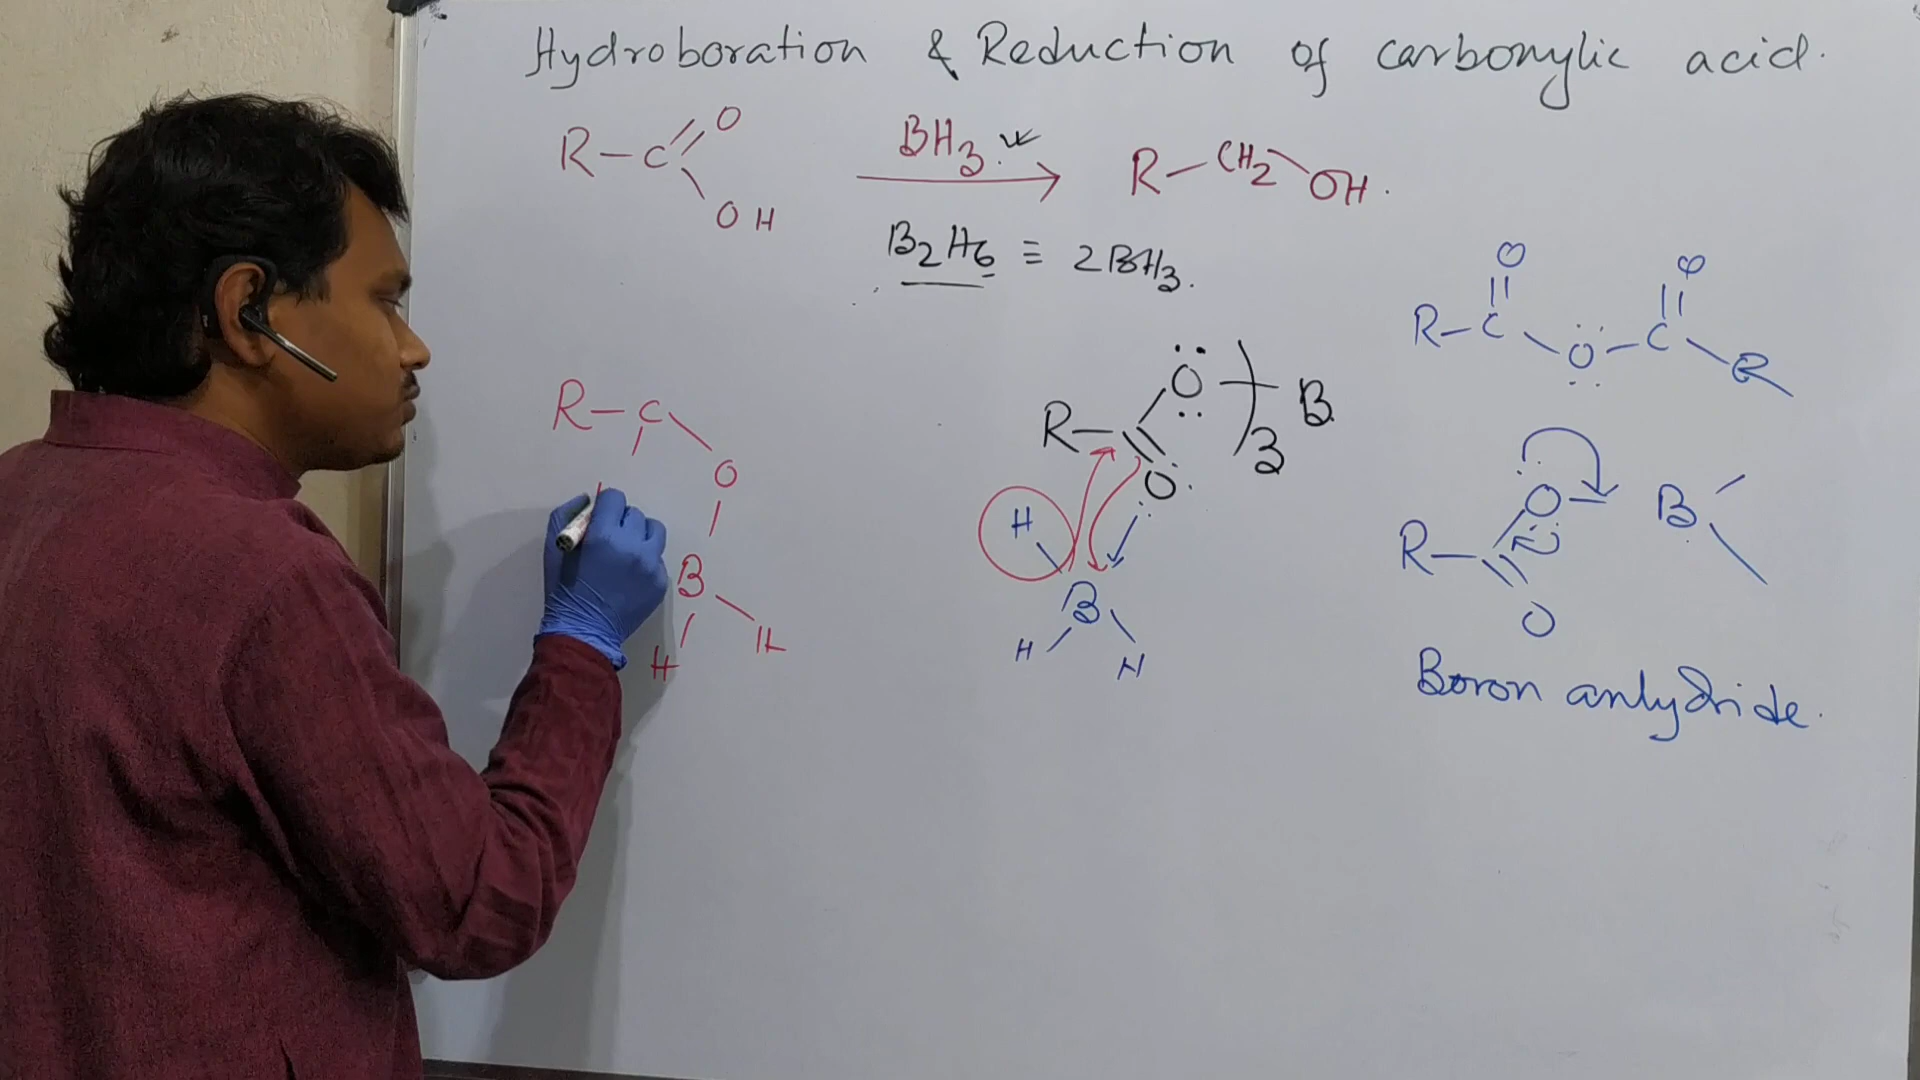 Hydroboration & Reduction of carbonylic acid.
R-C
O
OH
BH3.
R-CH2
OH.
B2H6 ≡ 2BH3.
O
O
R-C
O-C
R
R-C
O
B
H
H
R-
O
)3
B
O
H
B
H
H
R-
O
B
O
Boron anhydride.